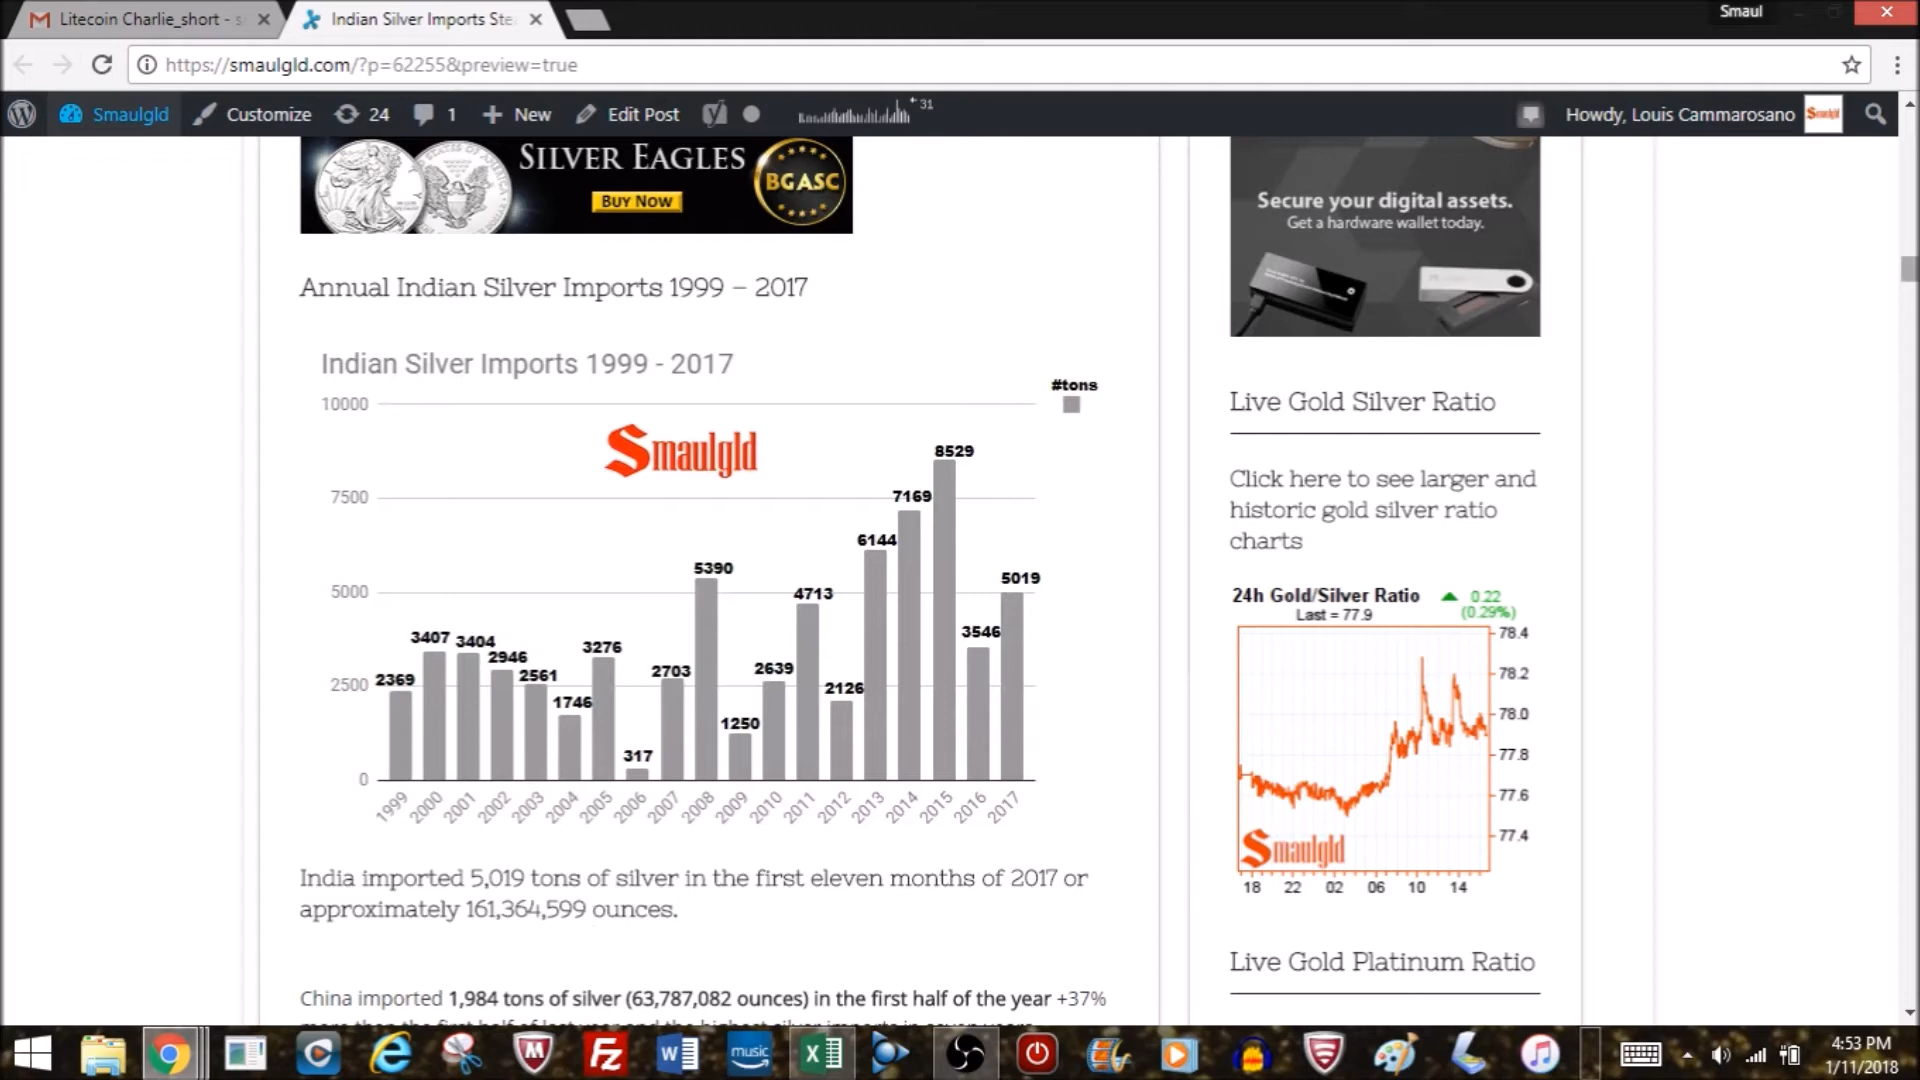 Litecoin Charlie_short - s
Indian Silver Imports Ste
Smaul
https://smaulgld.com/?p=62255&preview=true
Smaulgld
Customize
24
1
New
Edit Post
31
Howdy, Louis Cammarosano
Smaulgld
SILVER EAGLES
BUY NOW
BGASC
Secure your digital assets.
Get a hardware wallet today.
Annual Indian Silver Imports 1999 – 2017
Indian Silver Imports 1999 - 2017
#tons
10000
7500
5000
2500
0
Smaulgld
2369
3407
3404
2946
2561
1746
3276
317
2703
5390
1250
2639
4713
2126
6144
7169
8529
3546
5019
1999
2000
2001
2002
2003
2004
2005
2006
2007
2008
2009
2010
2011
2012
2013
2014
2015
2016
2017
India imported 5,019 tons of silver in the first eleven months of 2017 or
approximately 161,364,599 ounces.
China imported 1,984 tons of silver (63,787,082 ounces) in the first half of the year +37%
Live Gold Silver Ratio
Click here to see larger and
historic gold silver ratio
charts
24h Gold/Silver Ratio
0.22
Last = 77.9
(0.29%)
78.4
78.2
78.0
77.8
77.6
77.4
Smaulgld
18 22 02 06 10 14
Live Gold Platinum Ratio
music
4:53 PM
1/11/2018